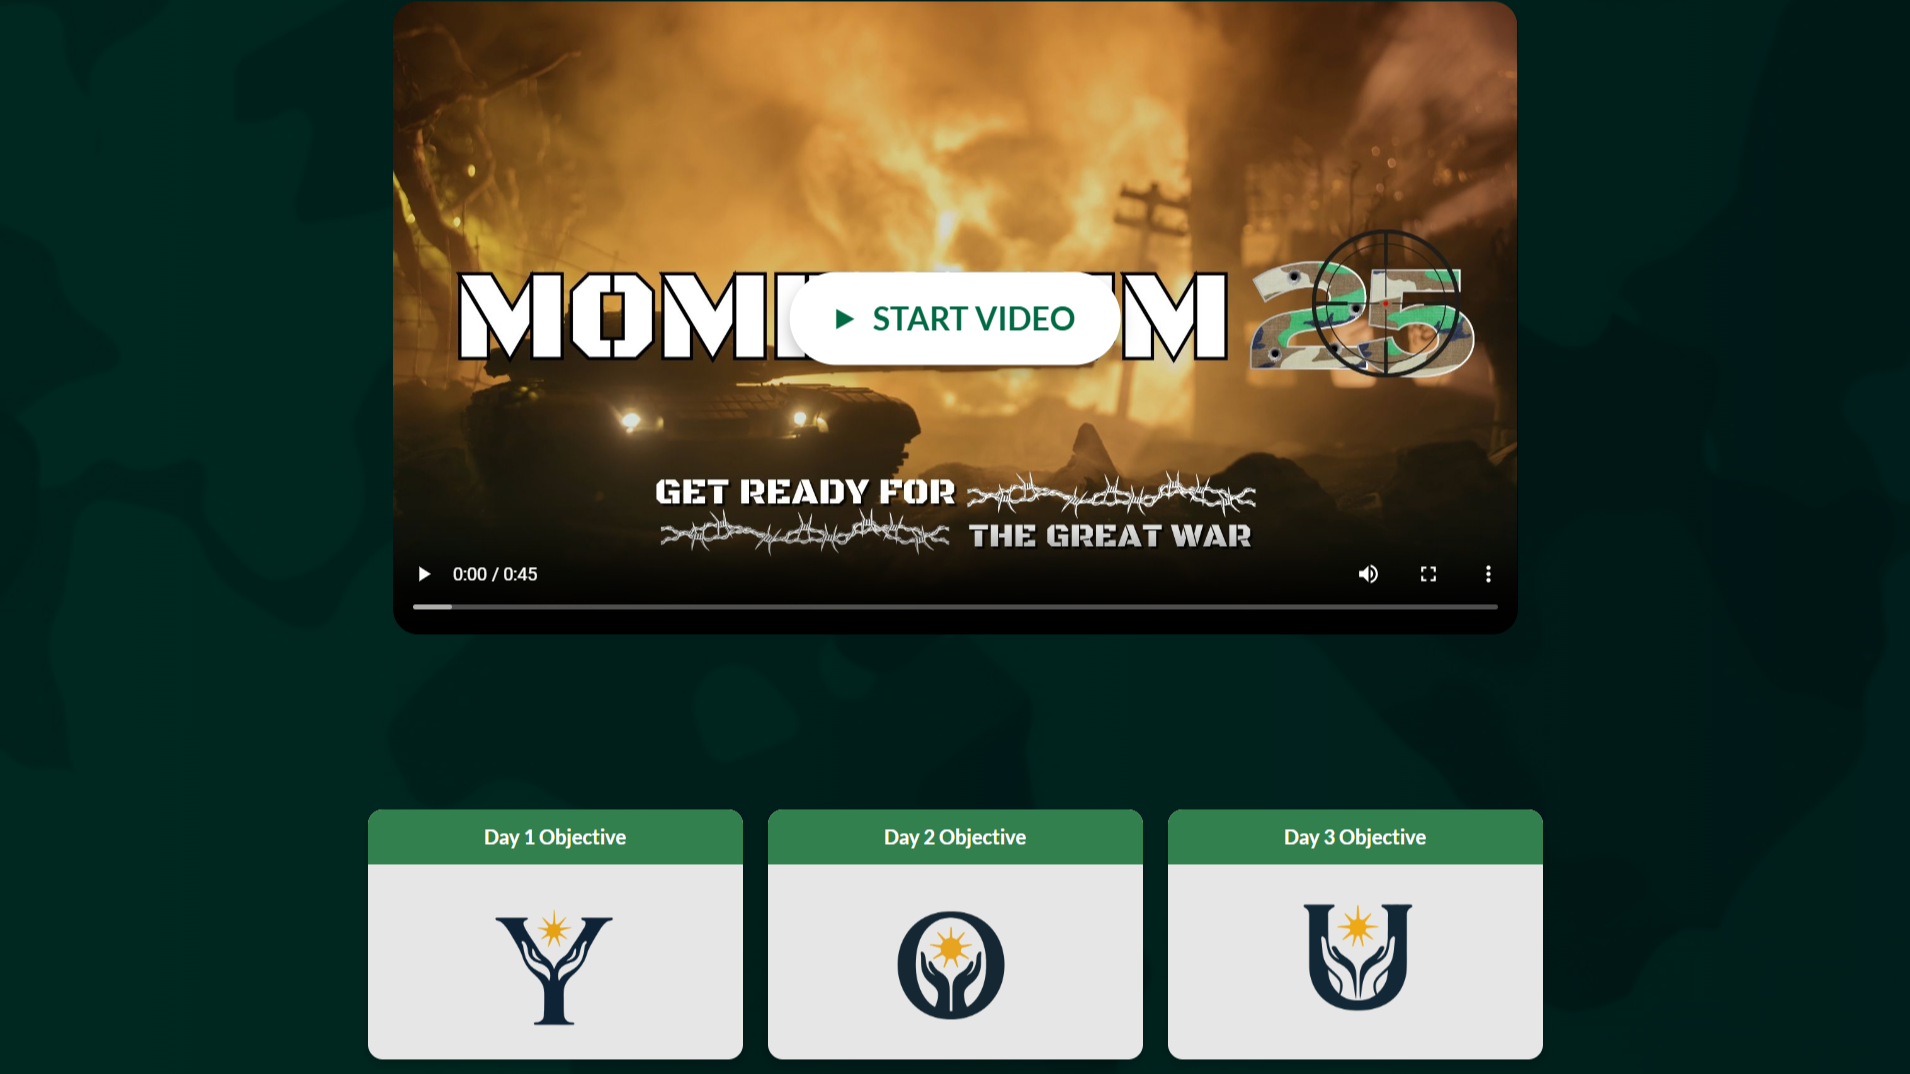 MOM M 25
START VIDEO
GET READY FOR
THE GREAT WAR
0:00 / 0:45
Day 1 Objective
Day 2 Objective
Day 3 Objective
Y
O
U